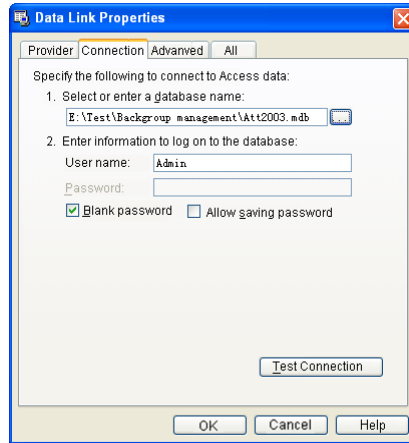 Data Link Properties
Provider Connection Advanved All
Specify the following to connect to Access data:
1. Select or enter a database name:
E:\Test\Backgroup management\Att2003.mdb ...
2. Enter information to log on to the database:
User name: Admin
Password:
Blank password Allow saving password
Test Connection
OK Cancel Help